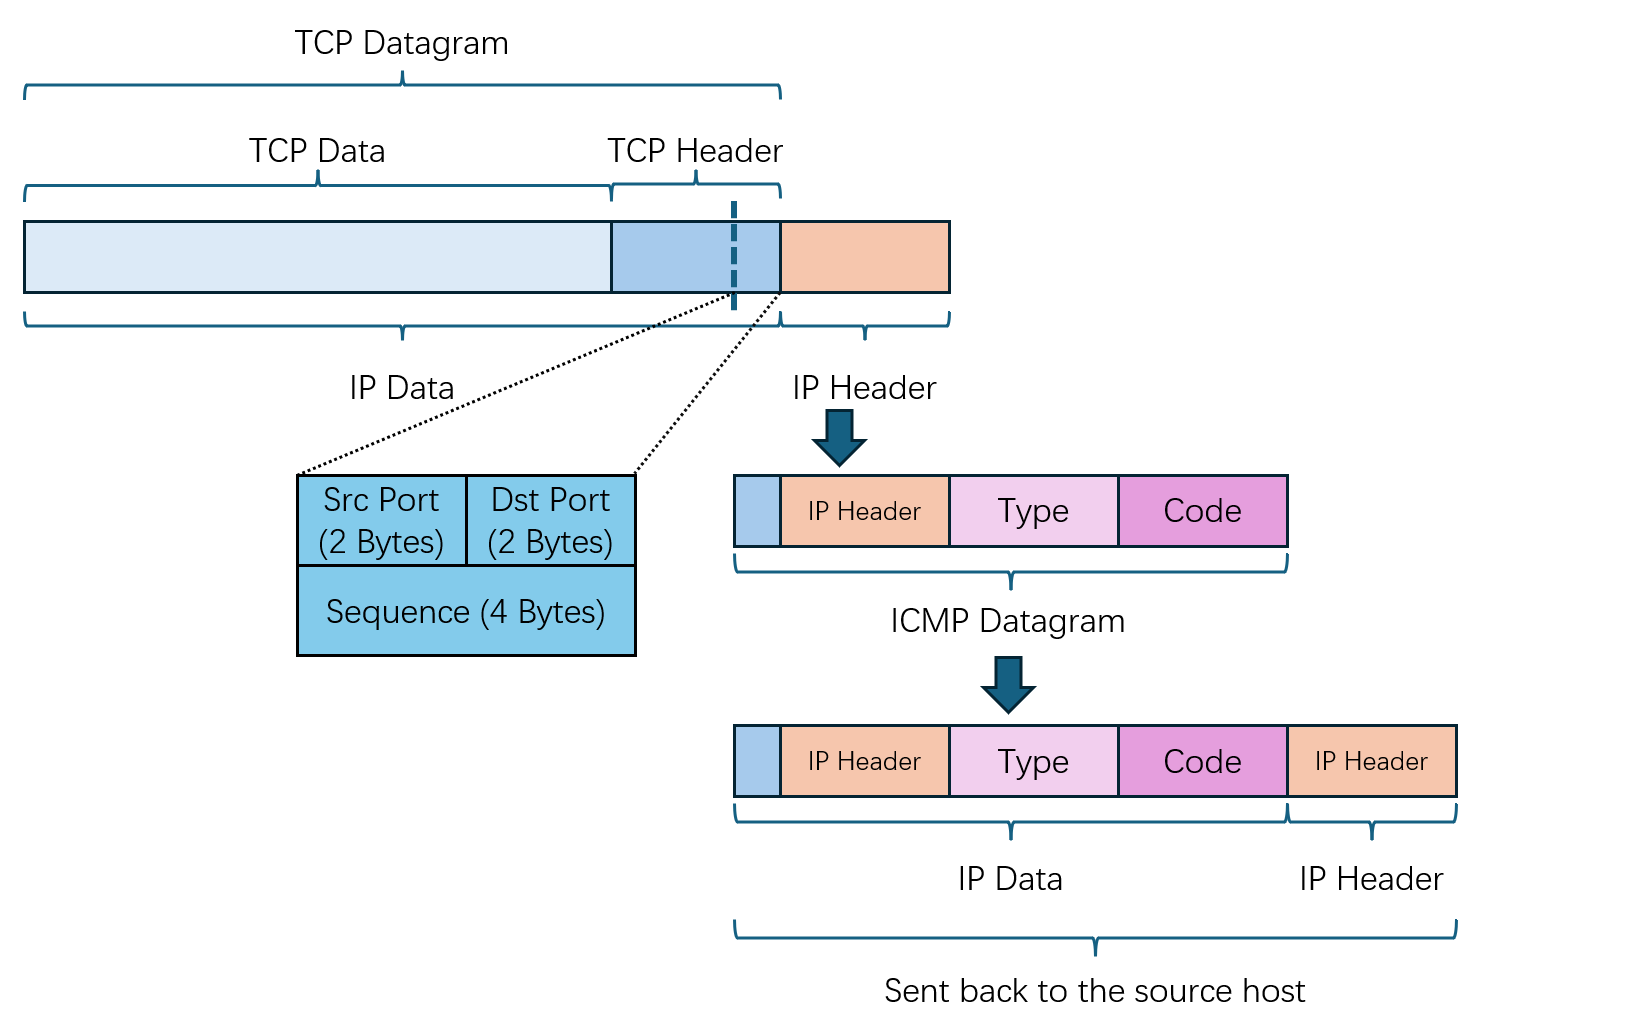 TCP Datagram
TCP Data
TCP Header
IP Data
IP Header
Src Port
(2 Bytes)
Dst Port
(2 Bytes)
Sequence (4 Bytes)
IP Header
Type
Code
ICMP Datagram
IP Header
Type
Code
IP Header
IP Data
IP Header
Sent back to the source host